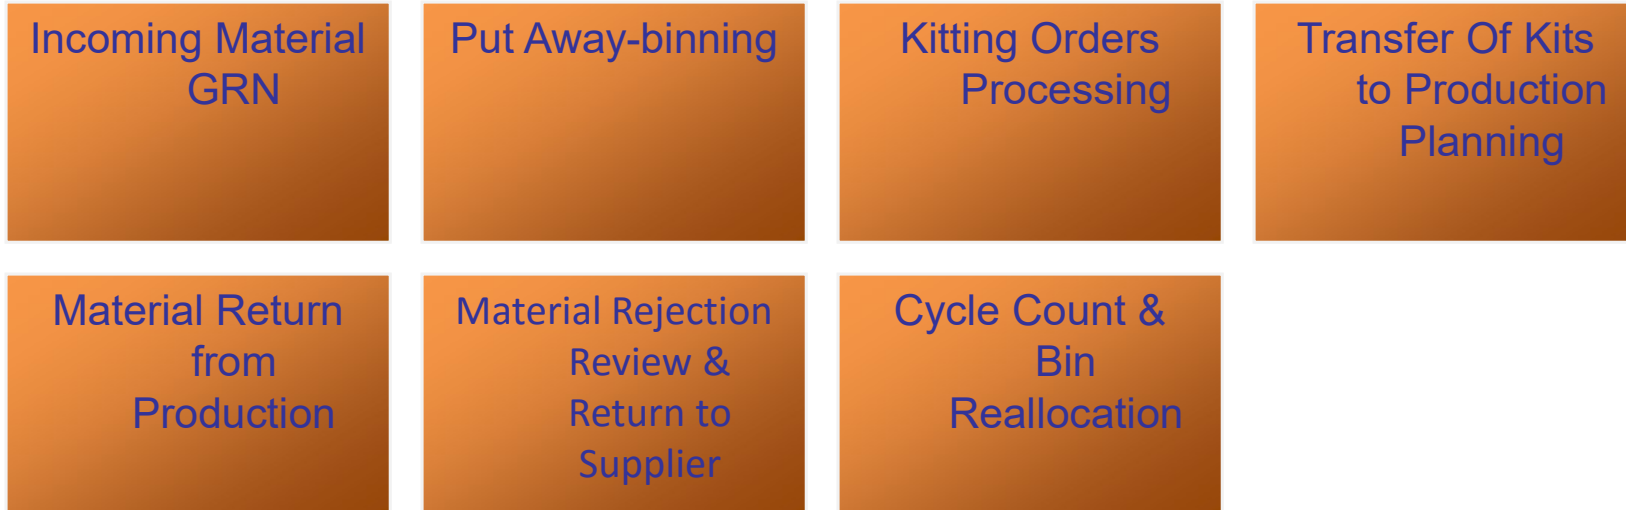 Incoming Material
GRN
Put Away-binning
Kitting Orders
Processing
Transfer Of Kits
to Production
Planning
Material Return
from
Production
Material Rejection
Review &
Return to
Supplier
Cycle Count &
Bin
Reallocation